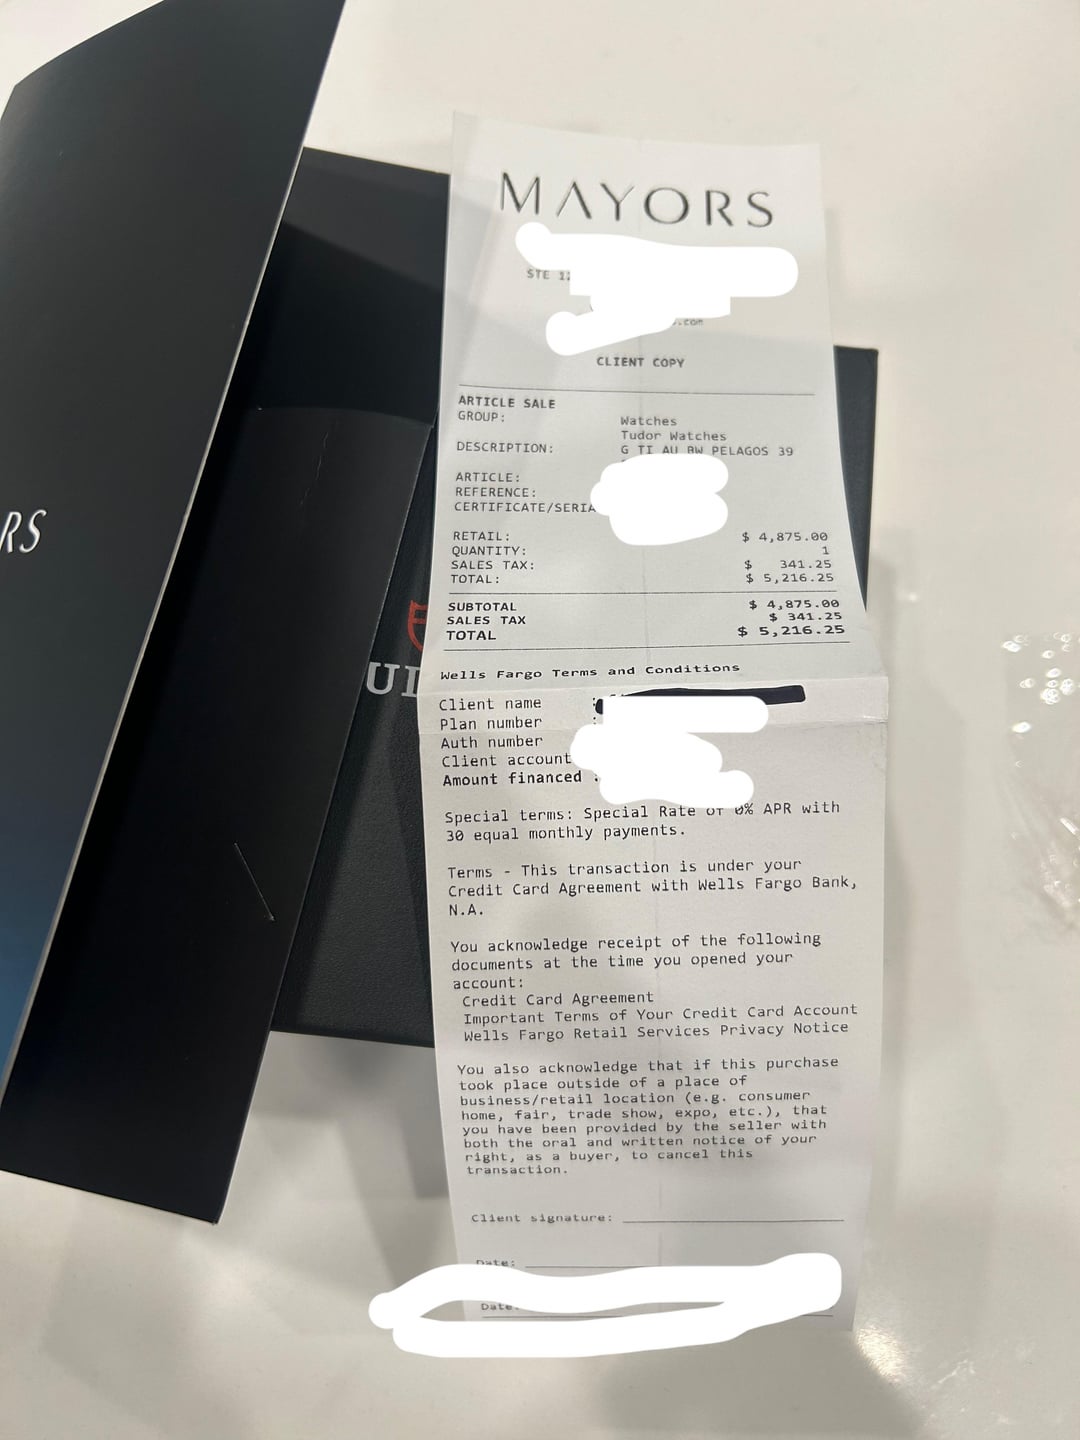 MAYORS
STE
.com
CLIENT COPY
ARTICLE SALE
GROUP: Watches
Tudor Watches
DESCRIPTION: G TI AU BW PELAGOS 39
ARTICLE:
REFERENCE:
CERTIFICATE/SERIA
RETAIL: $ 4,875.00
QUANTITY: 1
SALES TAX: $ 341.25
TOTAL: $ 5,216.25
SUBTOTAL $ 4,875.00
SALES TAX $ 341.25
TOTAL $ 5,216.25
Wells Fargo Terms and Conditions
Client name :
Plan number :
Auth number
Client account
Amount financed :
Special terms: Special Rate of 0% APR with
30 equal monthly payments.
Terms - This transaction is under your
Credit Card Agreement with Wells Fargo Bank,
N.A.
You acknowledge receipt of the following
documents at the time you opened your
account:
Credit Card Agreement
Important Terms of Your Credit Card Account
Wells Fargo Retail Services Privacy Notice
You also acknowledge that if this purchase
took place outside of a place of
business/retail location (e.g. consumer
home, fair, trade show, expo, etc.), that
you have been provided by the seller with
both the oral and written notice of your
right, as a buyer, to cancel this
transaction.
Client signature:
Date:
Date:
RS
UD